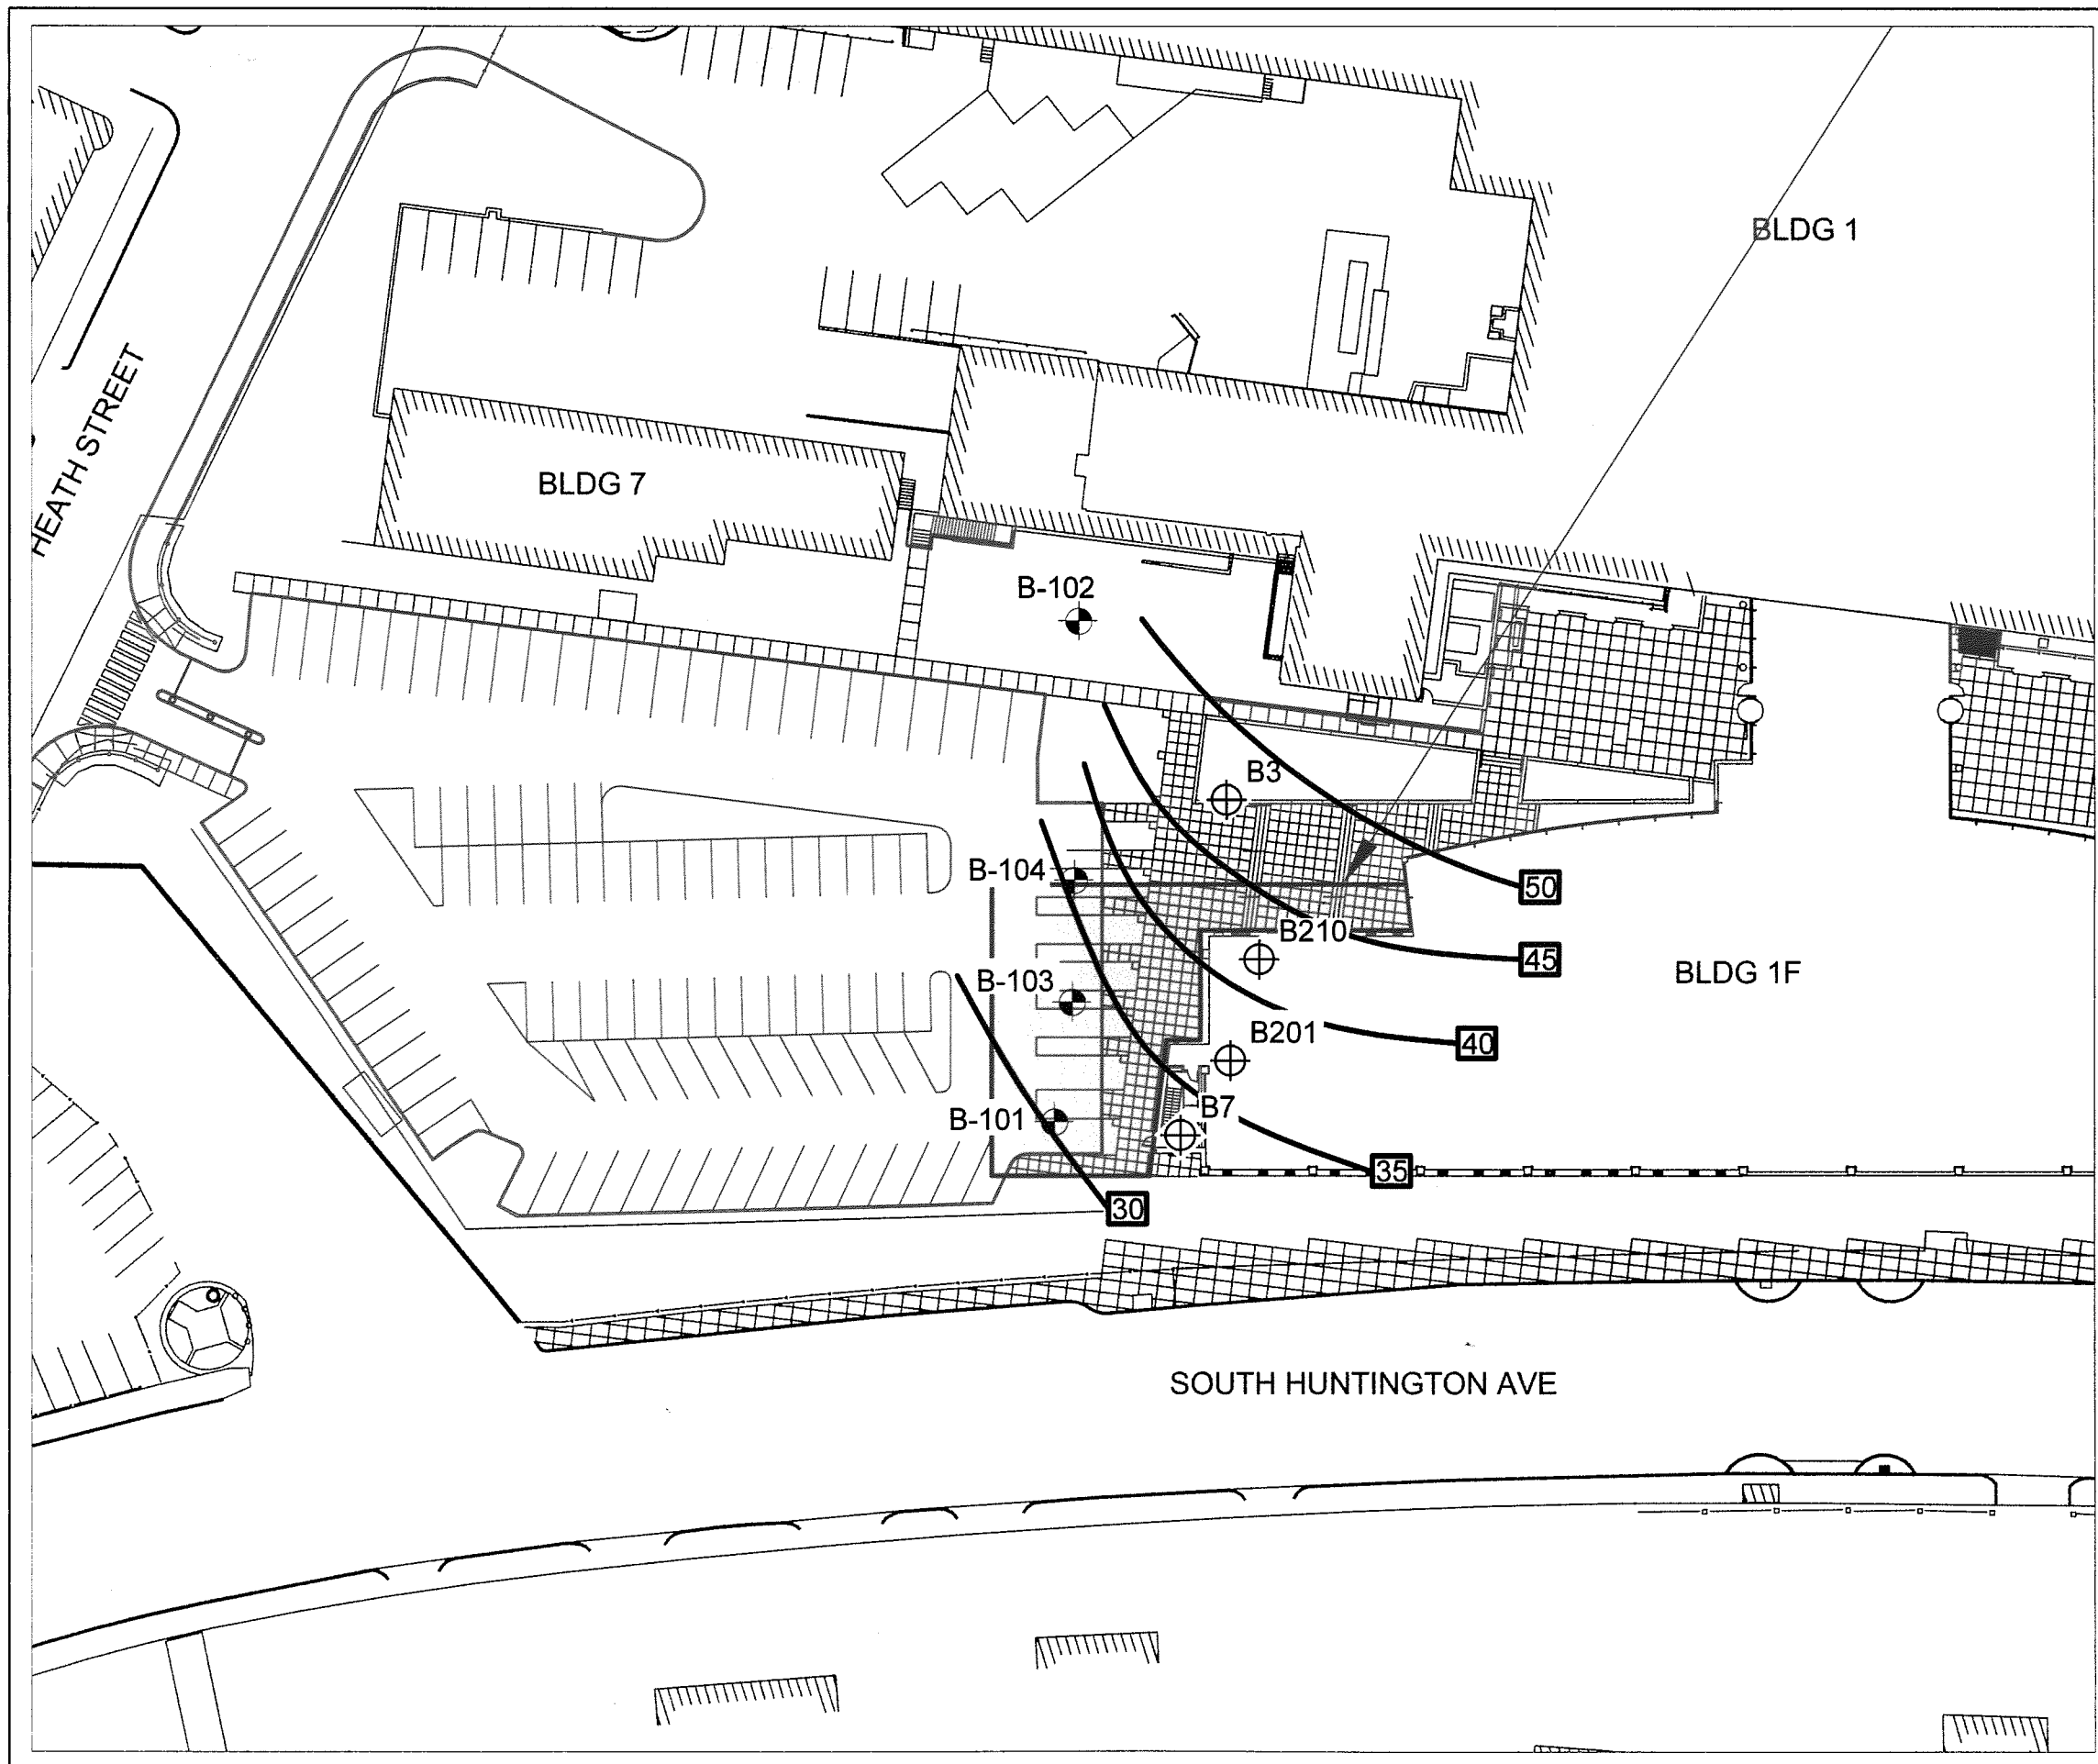 BLDG 1
HEATH STREET
BLDG 7
B-102
B3
B-104
50
B210
45
BLDG 1F
B-103
B201
40
B7
B-101
35
30
SOUTH HUNTINGTON AVE